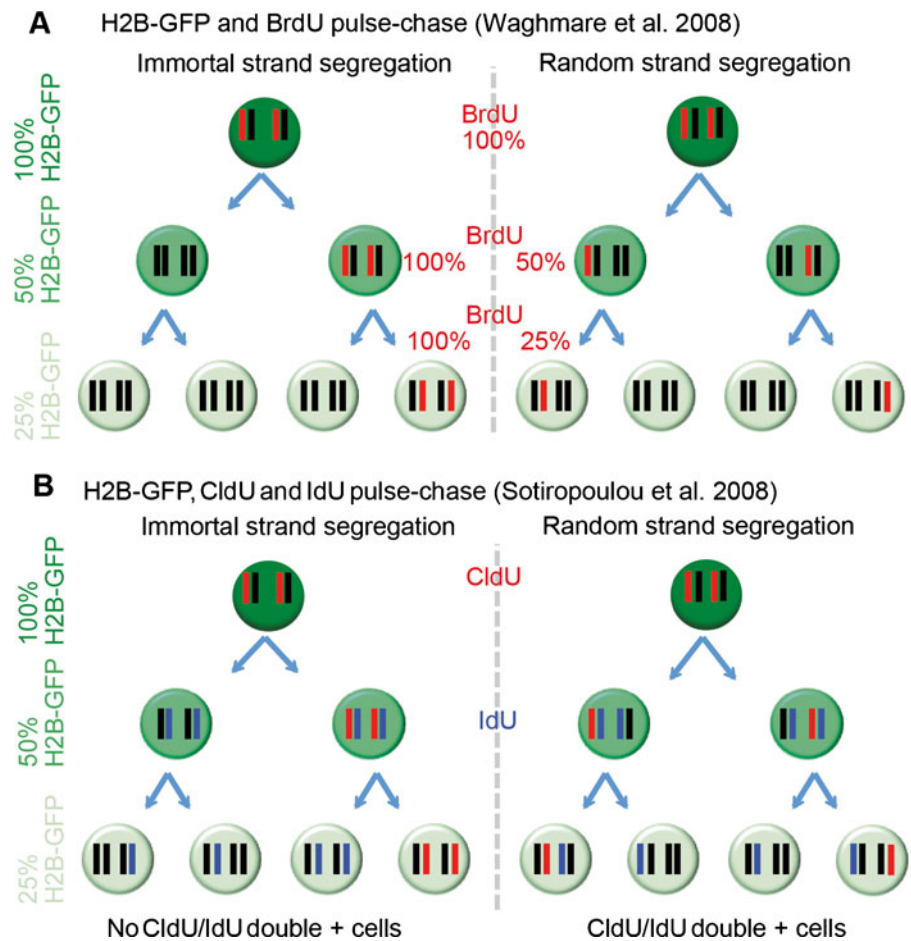 A H2B-GFP and BrdU pulse-chase (Waghmare et al. 2008)
Immortal strand segregation
Random strand segregation
100%
H2B-GFP
BrdU
100%
50%
H2B-GFP
BrdU
100%
50%
25%
H2B-GFP
BrdU
100%
25%
B H2B-GFP, CldU and IdU pulse-chase (Sotiropoulou et al. 2008)
Immortal strand segregation
Random strand segregation
100%
H2B-GFP
CldU
50%
H2B-GFP
IdU
25%
H2B-GFP
No CldU/IdU double + cells
CldU/IdU double + cells